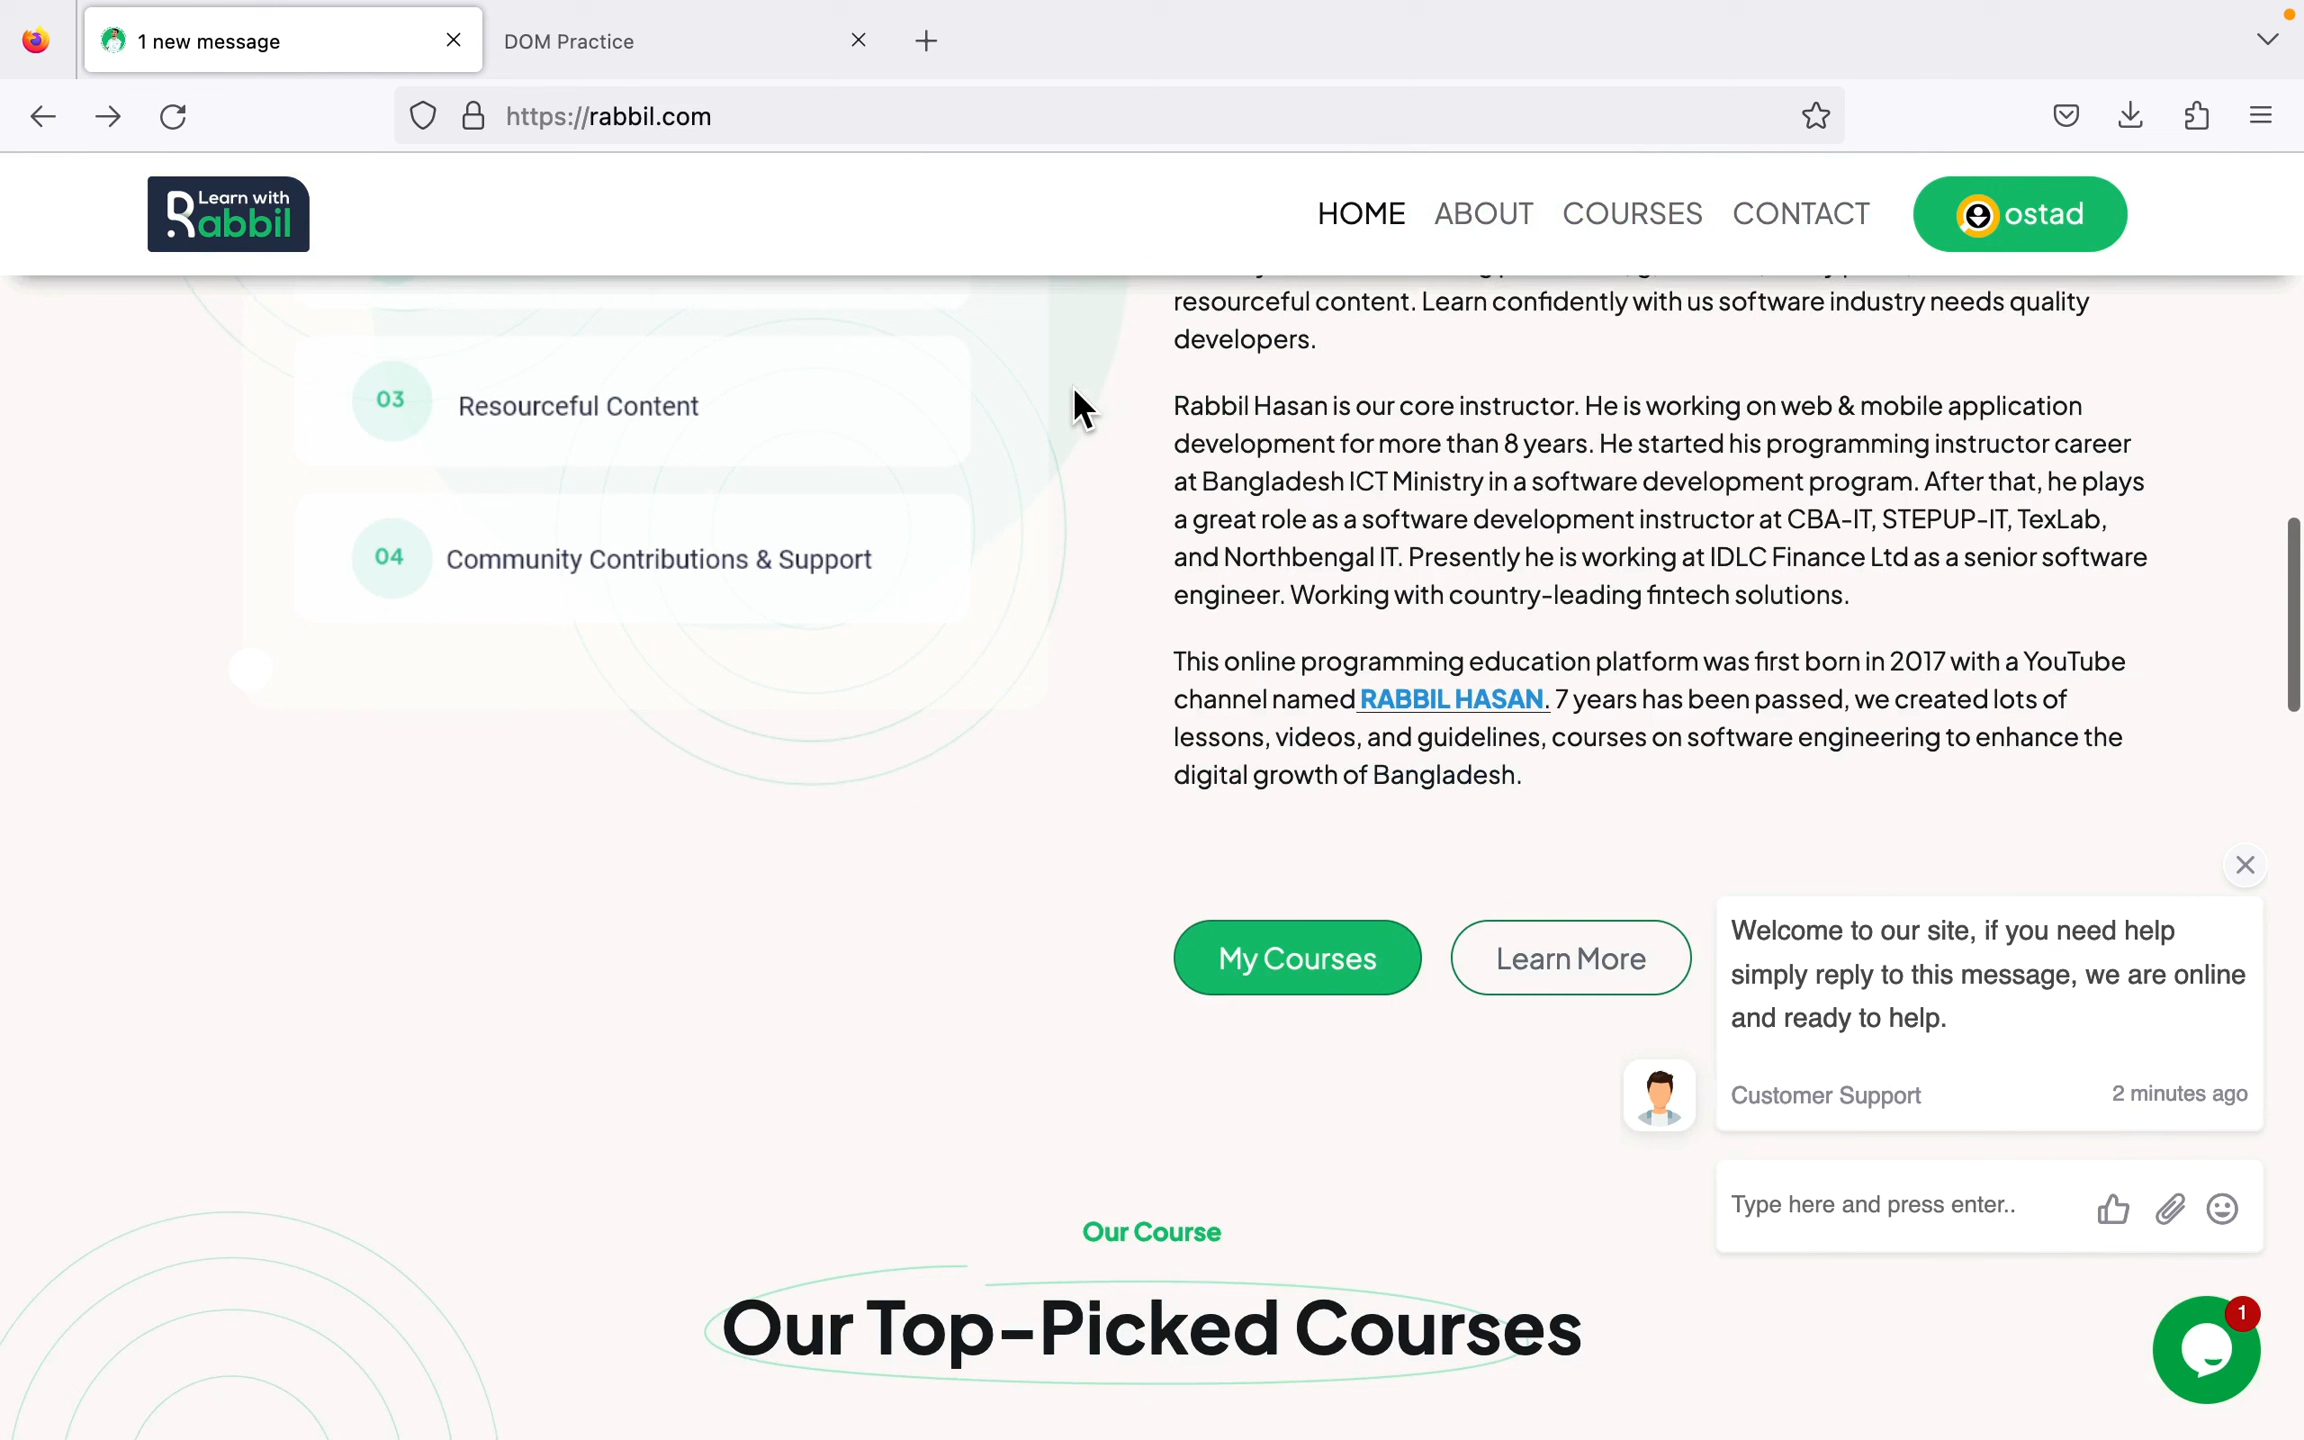 1 new message
DOM Practice
https://rabbil.com
Learn with
Rabbil
HOME
ABOUT
COURSES
CONTACT
ostad
resourceful content. Learn confidently with us software industry needs quality
developers.
03
Resourceful Content
Rabbil Hasan is our core instructor. He is working on web & mobile application
development for more than 8 years. He started his programming instructor career
at Bangladesh ICT Ministry in a software development program. After that, he plays
a great role as a software development instructor at CBA-IT, STEPUP-IT, TexLab,
and Northbengal IT. Presently he is working at IDLC Finance Ltd as a senior software
engineer. Working with country-leading fintech solutions.
04
Community Contributions & Support
This online programming education platform was first born in 2017 with a YouTube
channel named RABBIL HASAN. 7 years has been passed, we created lots of
lessons, videos, and guidelines, courses on software engineering to enhance the
digital growth of Bangladesh.
My Courses
Learn More
Welcome to our site, if you need help
simply reply to this message, we are online
and ready to help.
Customer Support
2 minutes ago
Type here and press enter..
Our Course
Our Top-Picked Courses
1